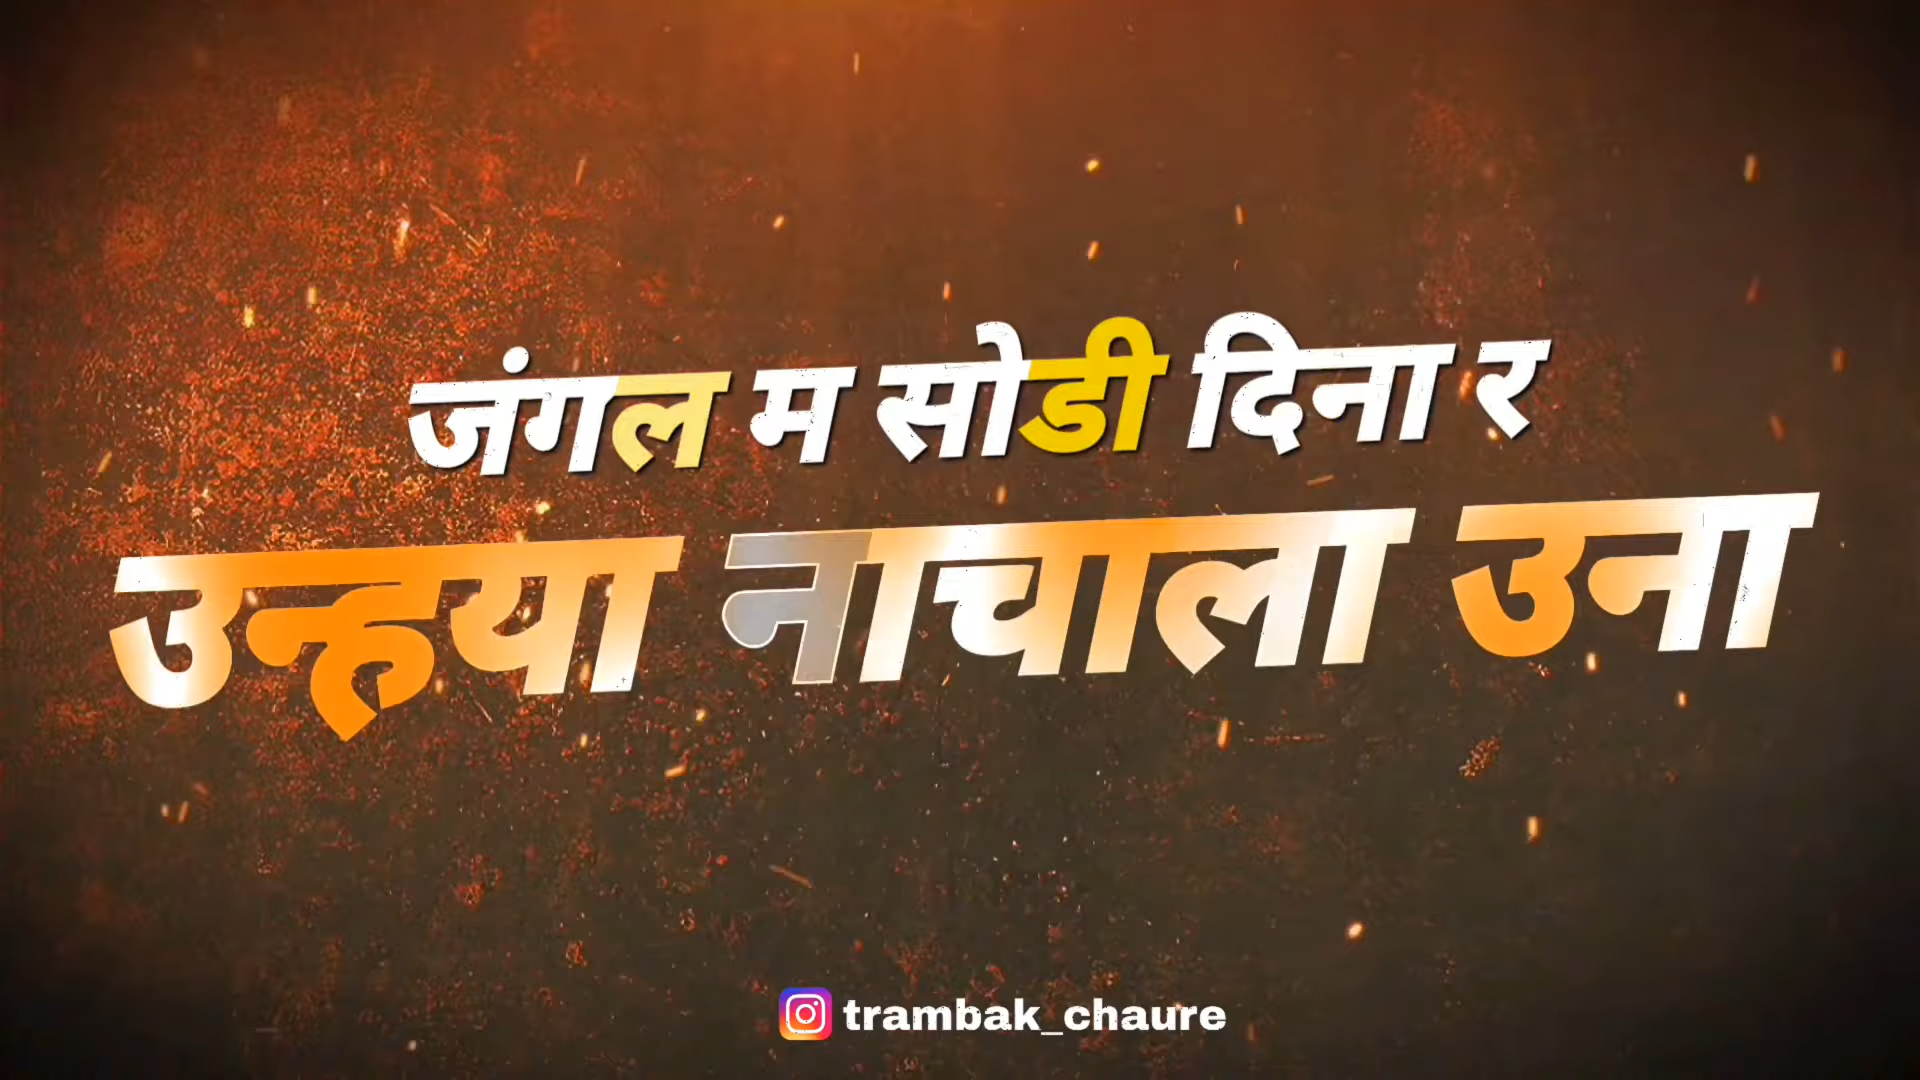 जंगल म सोडी दिना र
उन्हया नाचाला उना
trambak_chaure